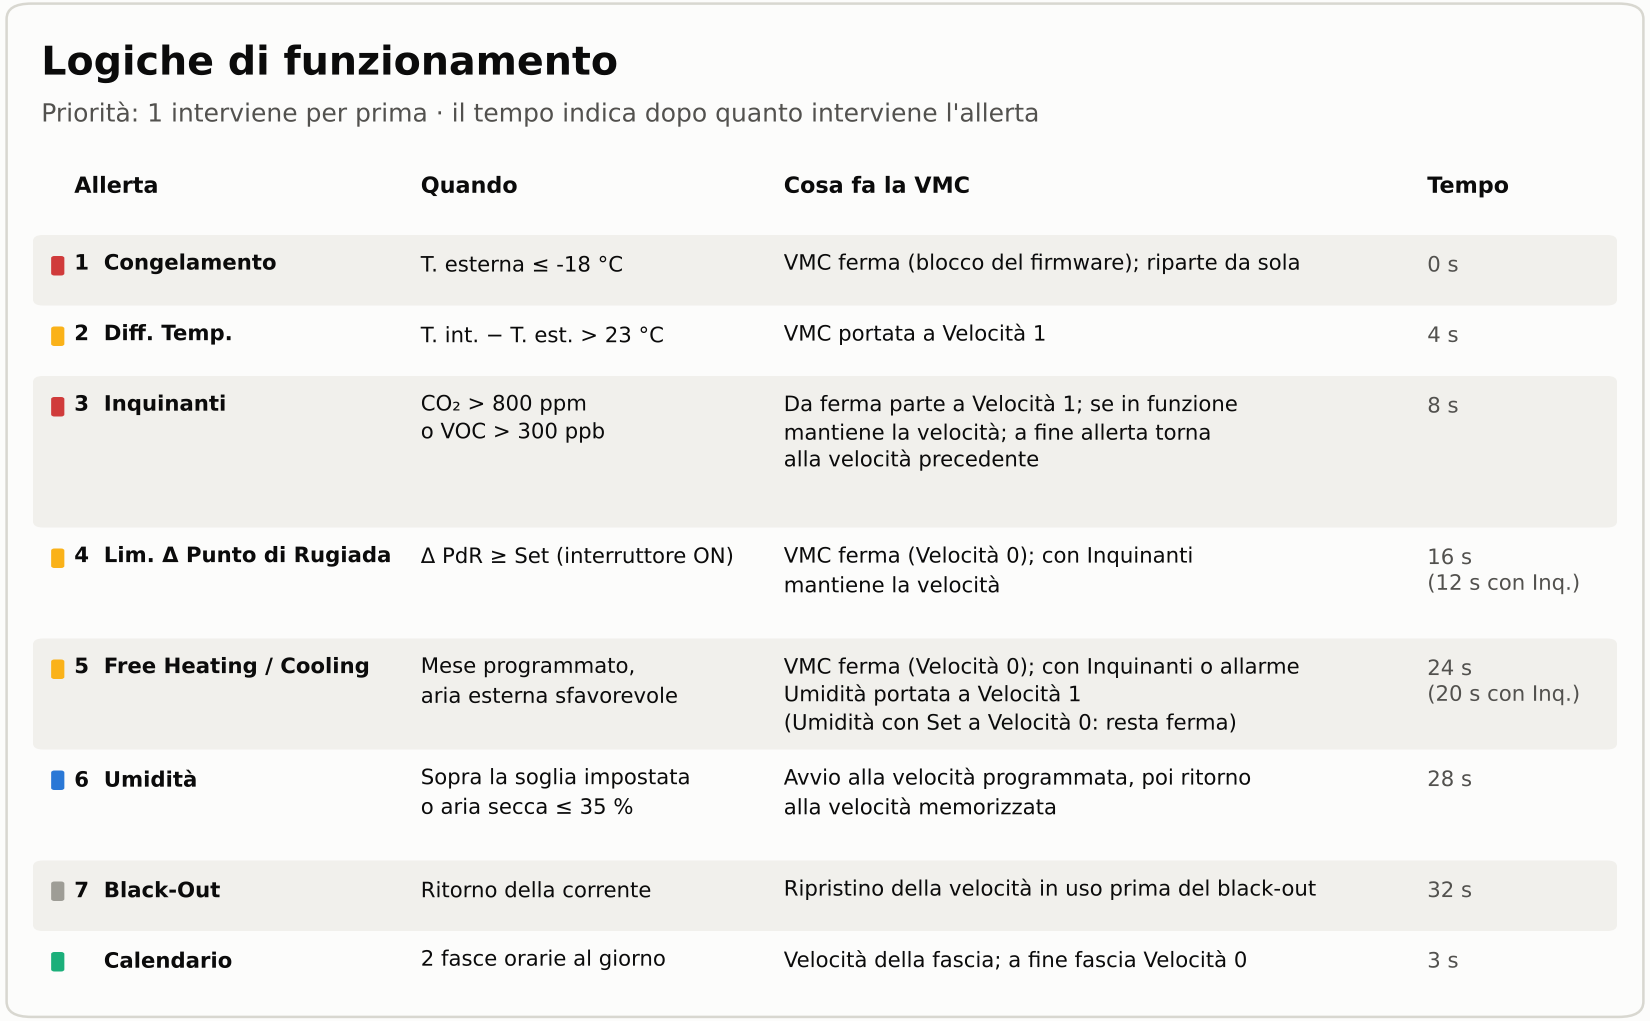 Logiche di funzionamento
Priorità: 1 interviene per prima · il tempo indica dopo quanto interviene l'allerta
Allerta Quando Cosa fa la VMC Tempo
1 Congelamento T. esterna ≤ -18 °C VMC ferma (blocco del firmware); riparte da sola 0 s
2 Diff. Temp. T. int. − T. est. > 23 °C VMC portata a Velocità 1 4 s
3 Inquinanti CO₂ > 800 ppm Da ferma parte a Velocità 1; se in funzione 8 s
o VOC > 300 ppb mantiene la velocità; a fine allerta torna
alla velocità precedente
4 Lim. Δ Punto di Rugiada Δ PdR ≥ Set (interruttore ON) VMC ferma (Velocità 0); con Inquinanti 16 s
mantiene la velocità (12 s con Inq.)
5 Free Heating / Cooling Mese programmato, VMC ferma (Velocità 0); con Inquinanti o allarme 24 s
aria esterna sfavorevole Umidità portata a Velocità 1 (20 s con Inq.)
(Umidità con Set a Velocità 0: resta ferma)
6 Umidità Sopra la soglia impostata Avvio alla velocità programmata, poi ritorno 28 s
o aria secca ≤ 35 % alla velocità memorizzata
7 Black-Out Ritorno della corrente Ripristino della velocità in uso prima del black-out 32 s
Calendario 2 fasce orarie al giorno Velocità della fascia; a fine fascia Velocità 0 3 s